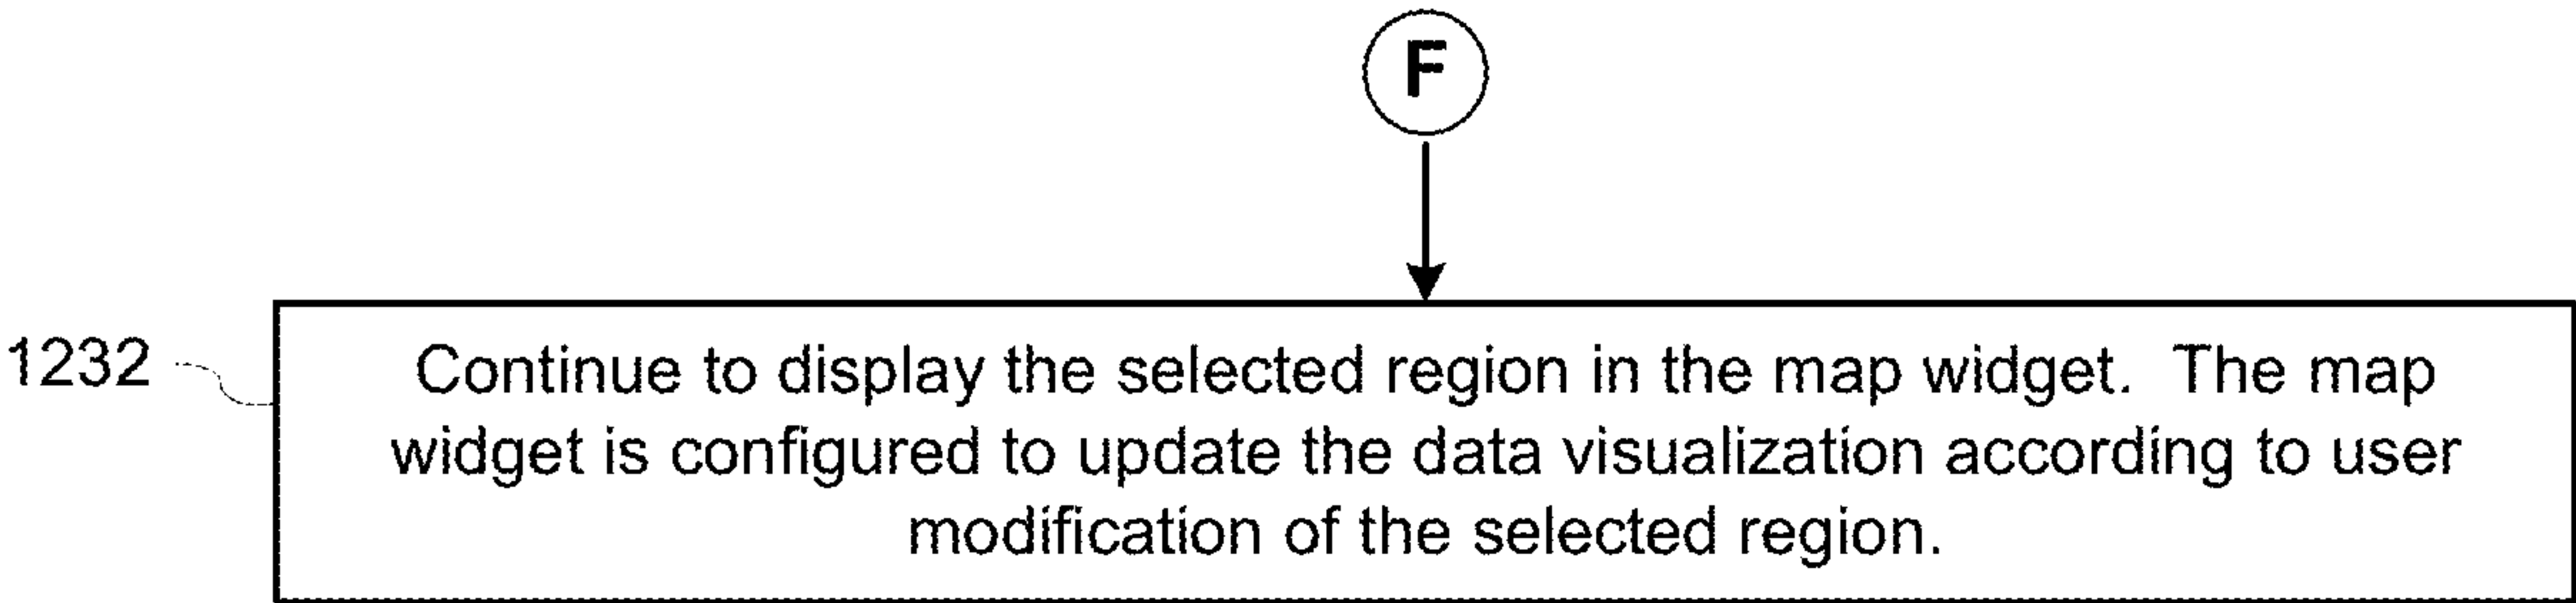 F
1232
Continue to display the selected region in the map widget.  The map
widget is configured to update the data visualization according to user
modification of the selected region.